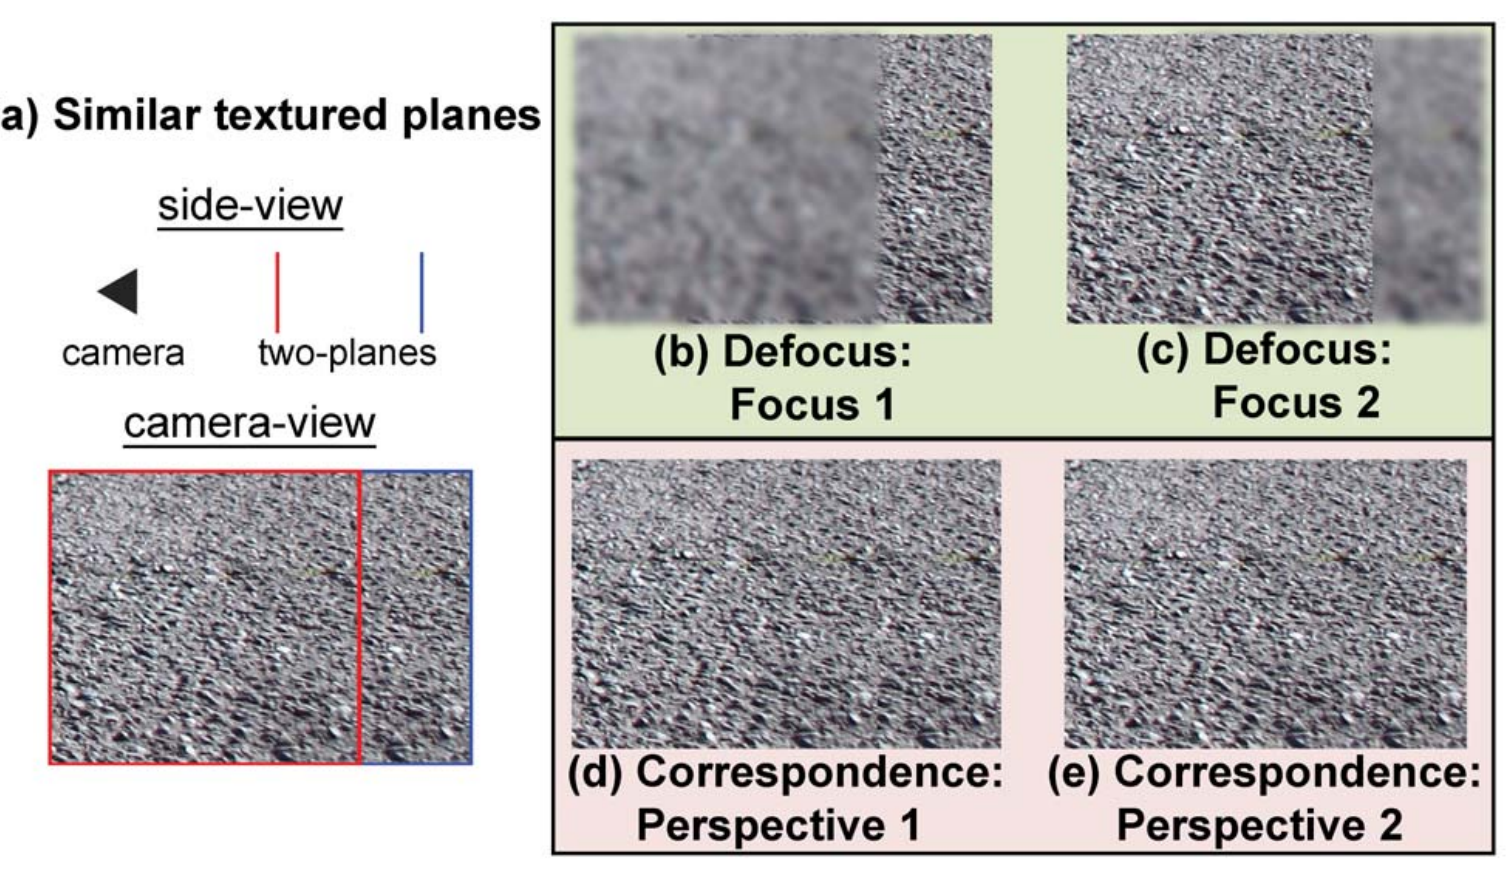 a) Similar textured planes
side-view
camera
two-planes
camera-view
(b) Defocus:
Focus 1
(c) Defocus:
Focus 2
(d) Correspondence:
Perspective 1
(e) Correspondence:
Perspective 2